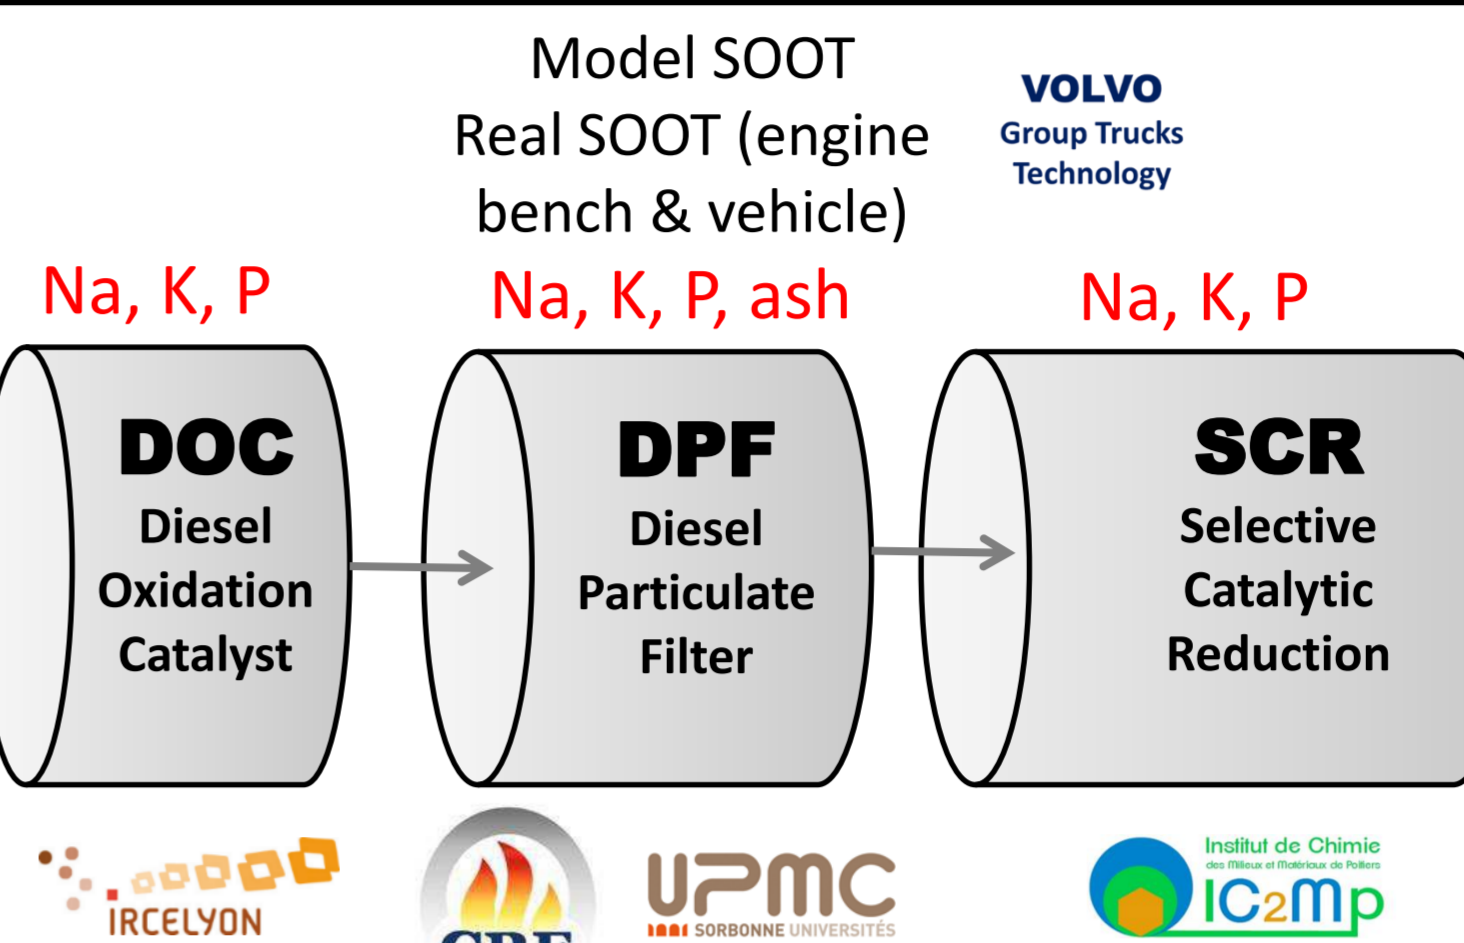 Model SOOT
Real SOOT (engine
bench & vehicle)
VOLVO
Group Trucks
Technology
Na, K, P
Na, K, P, ash
Na, K, P
DOC
Diesel
Oxidation
Catalyst
DPF
Diesel
Particulate
Filter
SCR
Selective
Catalytic
Reduction
IRCELYON
UPMC
SORBONNE UNIVERSITÉS
Institut de Chimie
des Milieux et Matériaux de Poitiers
IC2MP